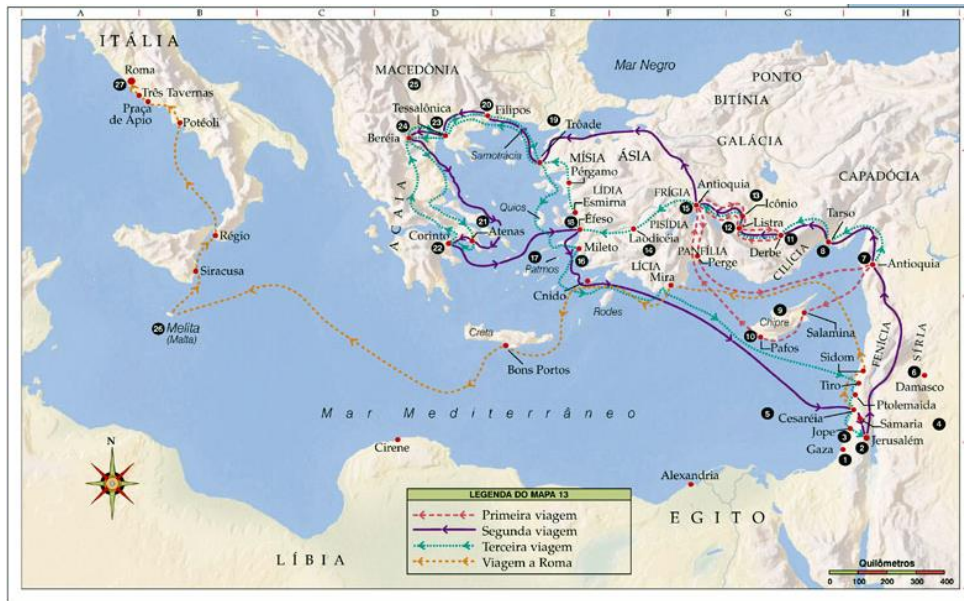 A B C D E F G H
ITÁLIA
Roma
27
Três Tavernas
Praça
de Ápio
Potéoli
Régio
Siracusa
26
Melita
(Malta)
MACEDÔNIA
25
Tessalônica
24
23
20
Filipos
Beréia
Samotrácia
19
Trôade
Mar Negro
PONTO
BITÍNIA
GALÁCIA
CAPADÓCIA
ÁSIA
MÍSIA
Pérgamo
LÍDIA
Esmirna
18
Éfeso
ACAIA
Quios
21
Atenas
Corinto
22
17
Patmos
Mileto
16
Cnido
Rodes
FRÍGIA
Antioquia
15
13
Icônio
12
Listra
PISÍDIA
Laodicéia
14
PANFÍLIA
Perge
LÍCIA
Mira
Derbe
11
CILÍCIA
Tarso
8
7
Antioquia
9
Chipre
Salamina
10
Pafos
Creta
Bons Portos
Sidom
FENÍCIA
SÍRIA
6
Damasco
Tiro
Ptolemaida
5
Cesaréia
Samaria
4
Jope
3
2
Jerusalém
Gaza
1
Mar Mediterrâneo
Cirene
Alexandria
EGITO
LÍBIA
N
LEGENDA DO MAPA 13
Primeira viagem
Segunda viagem
Terceira viagem
Viagem a Roma
Quilômetros
0 100 200 300 400